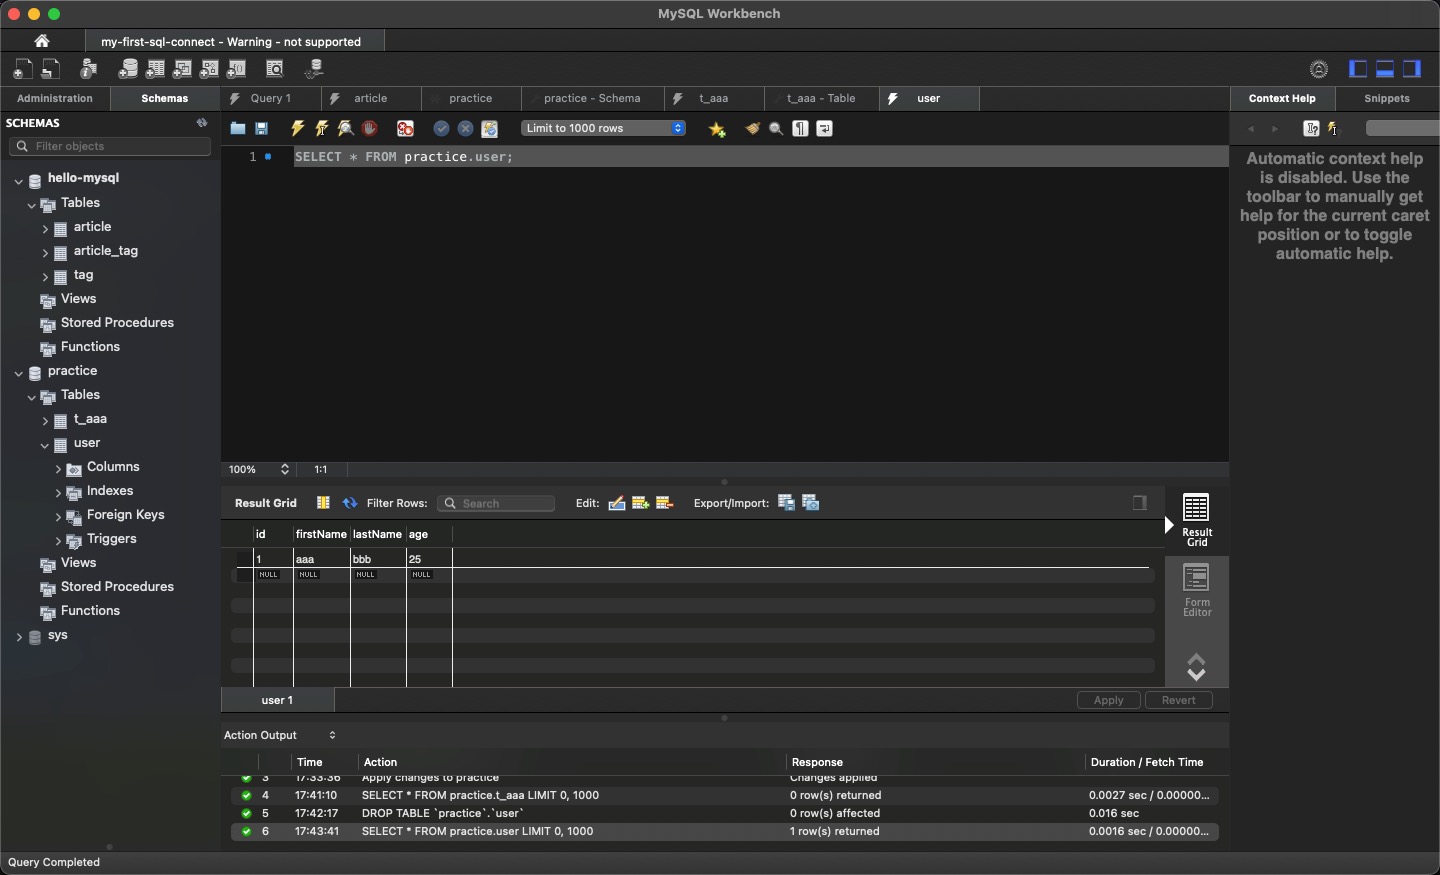 MySQL Workbench
my-first-sql-connect - Warning - not supported
Administration
Schemas
Query 1
article
practice
practice - Schema
t_aaa
t_aaa - Table
user
Context Help
Snippets
SCHEMAS
Filter objects
Limit to 1000 rows
1
SELECT * FROM practice.user;
Automatic context help
is disabled. Use the
toolbar to manually get
help for the current caret
position or to toggle
automatic help.
hello-mysql
Tables
article
article_tag
tag
Views
Stored Procedures
Functions
practice
Tables
t_aaa
user
Columns
Indexes
Foreign Keys
Triggers
Views
Stored Procedures
Functions
sys
100%
1:1
Result Grid
Filter Rows:
Search
Edit:
Export/Import:
id firstName lastName age
1 aaa bbb 25
NULL NULL NULL NULL
Result
Grid
Form
Editor
user 1
Apply
Revert
Action Output
Time Action Response Duration / Fetch Time
3 17:33:36 Apply changes to practice Changes applied
4 17:41:10 SELECT * FROM practice.t_aaa LIMIT 0, 1000 0 row(s) returned 0.0027 sec / 0.00000...
5 17:42:17 DROP TABLE `practice`.`user` 0 row(s) affected 0.016 sec
6 17:43:41 SELECT * FROM practice.user LIMIT 0, 1000 1 row(s) returned 0.0016 sec / 0.00000...
Query Completed